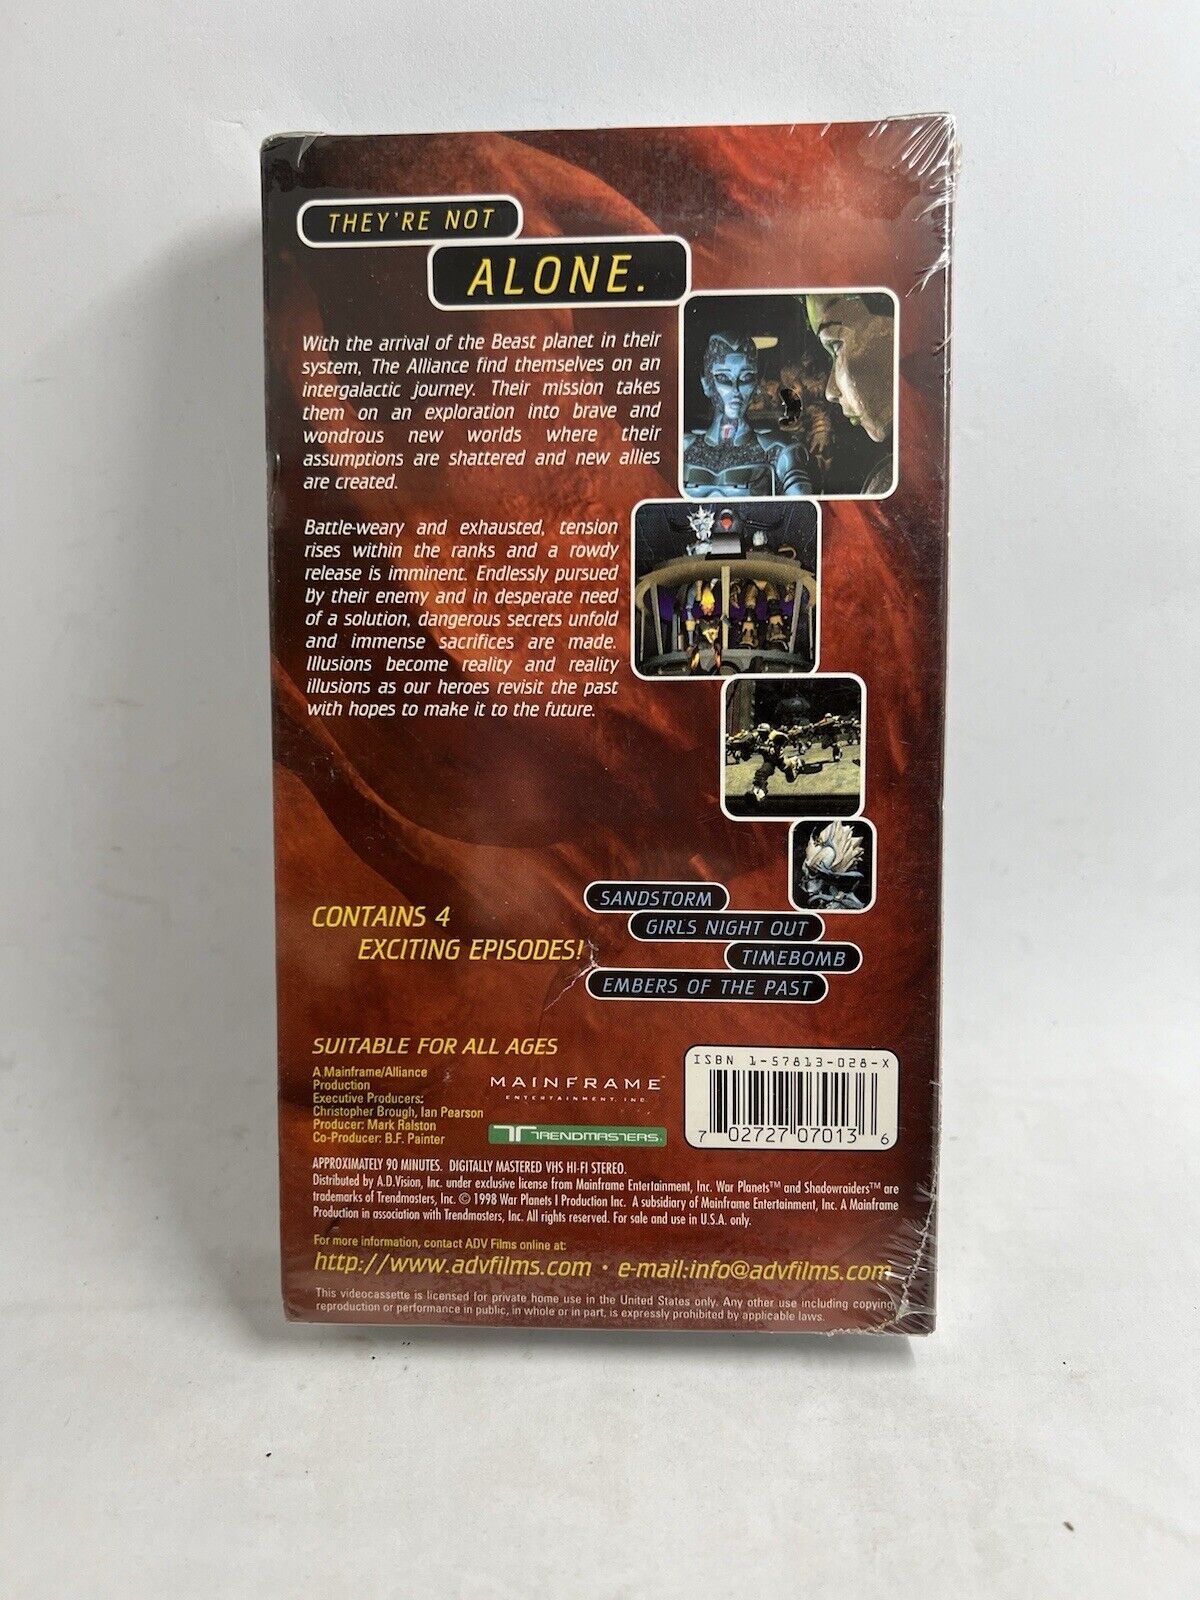 THEY'RE NOT
ALONE.
With the arrival of the Beast planet in their
system, The Alliance find themselves on an
intergalactic journey. Their mission takes
them on an exploration into brave and
wondrous new worlds where their
assumptions are shattered and new allies
are created.
Battle-weary and exhausted, tension
rises within the ranks and a rowdy
release is imminent. Endlessly pursued
by their enemy and in desperate need
of a solution, dangerous secrets unfold
and immense sacrifices are made.
Illusions become reality and reality
illusions as our heroes revisit the past
with hopes to make it to the future.
CONTAINS 4
EXCITING EPISODES!
SANDSTORM
GIRLS NIGHT OUT
TIMEBOMB
EMBERS OF THE PAST
SUITABLE FOR ALL AGES
A Mainframe/Alliance
Production
Executive Producers:
Christopher Brough, Ian Pearson
Producer: Mark Ralston
Co-Producer: B.F. Painter
MAINFRAME™
ENTERTAINMENT, INC.
TRENDMASTERS®
ISBN 1-57813-028-X
7 02727 07013 6
APPROXIMATELY 90 MINUTES. DIGITALLY MASTERED VHS HI-FI STEREO.
Distributed by A.D.Vision, Inc. under exclusive license from Mainframe Entertainment, Inc. War Planets™ and Shadowraiders™ are
trademarks of Trendmasters, Inc. © 1998 War Planets I Production Inc. A subsidiary of Mainframe Entertainment, Inc. A Mainframe
Production in association with Trendmasters, Inc. All rights reserved. For sale and use in U.S.A. only.
For more information, contact ADV Films online at:
http://www.advfilms.com • e-mail:info@advfilms.com
This videocassette is licensed for private home use in the United States only. Any other use including copying,
reproduction or performance in public, in whole or in part, is expressly prohibited by applicable laws.